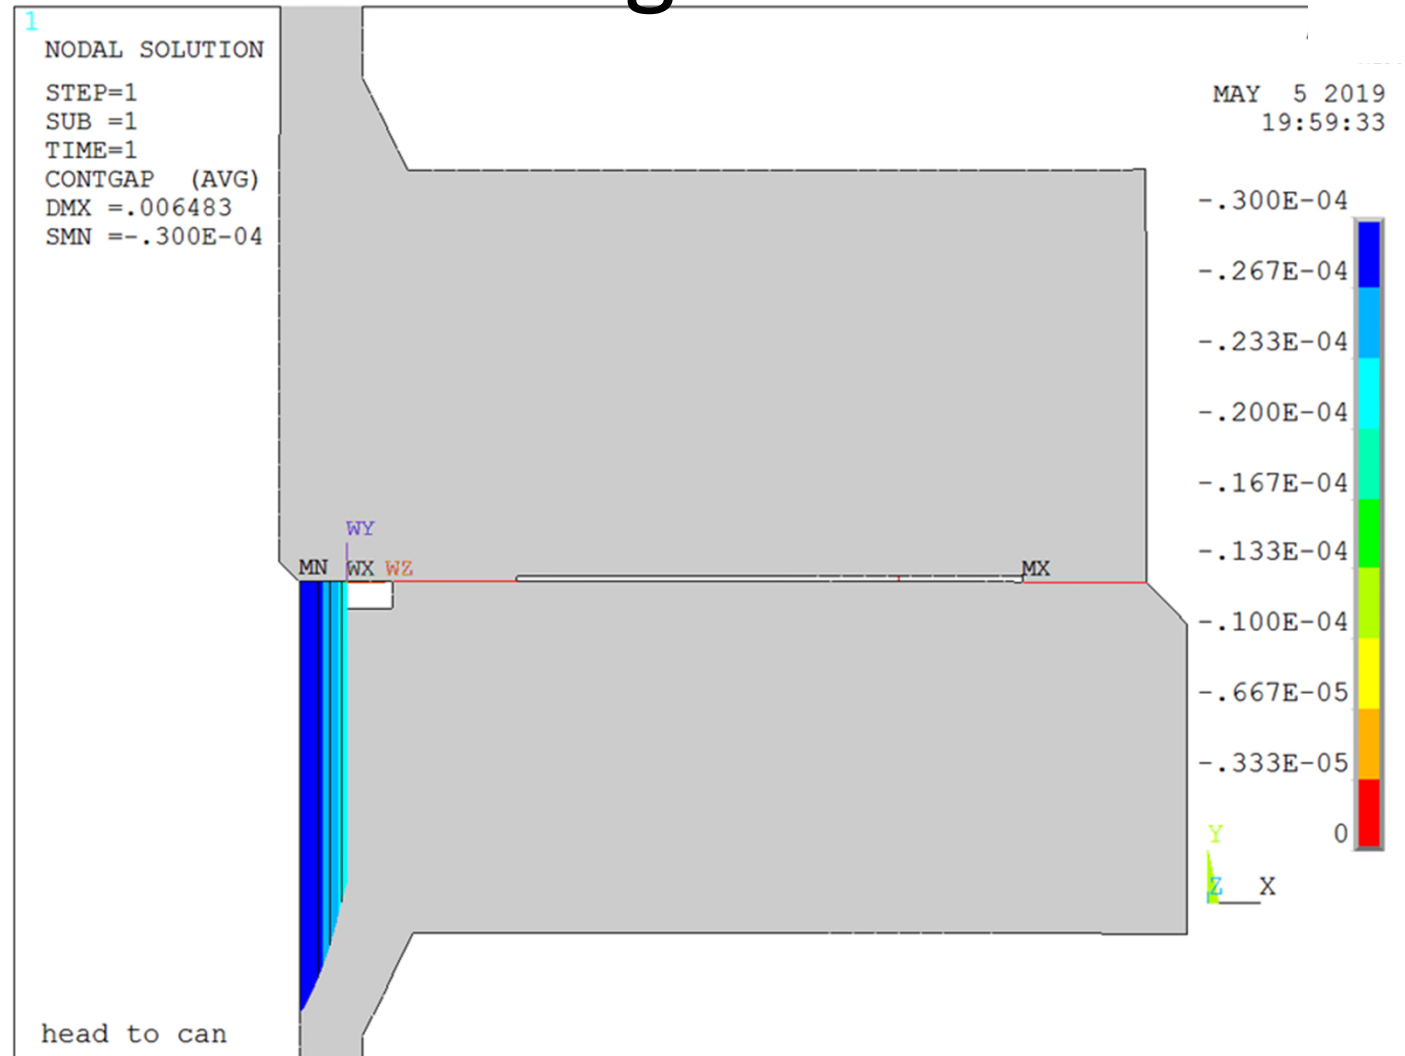 1
NODAL SOLUTION
STEP=1
SUB =1
TIME=1
CONTGAP (AVG)
DMX =.006483
SMN =-.300E-04
MAY 5 2019
19:59:33
-.300E-04
-.267E-04
-.233E-04
-.200E-04
-.167E-04
-.133E-04
-.100E-04
-.667E-05
-.333E-05
0
WY
MN WX WZ
MX
Y
Z X
head to can